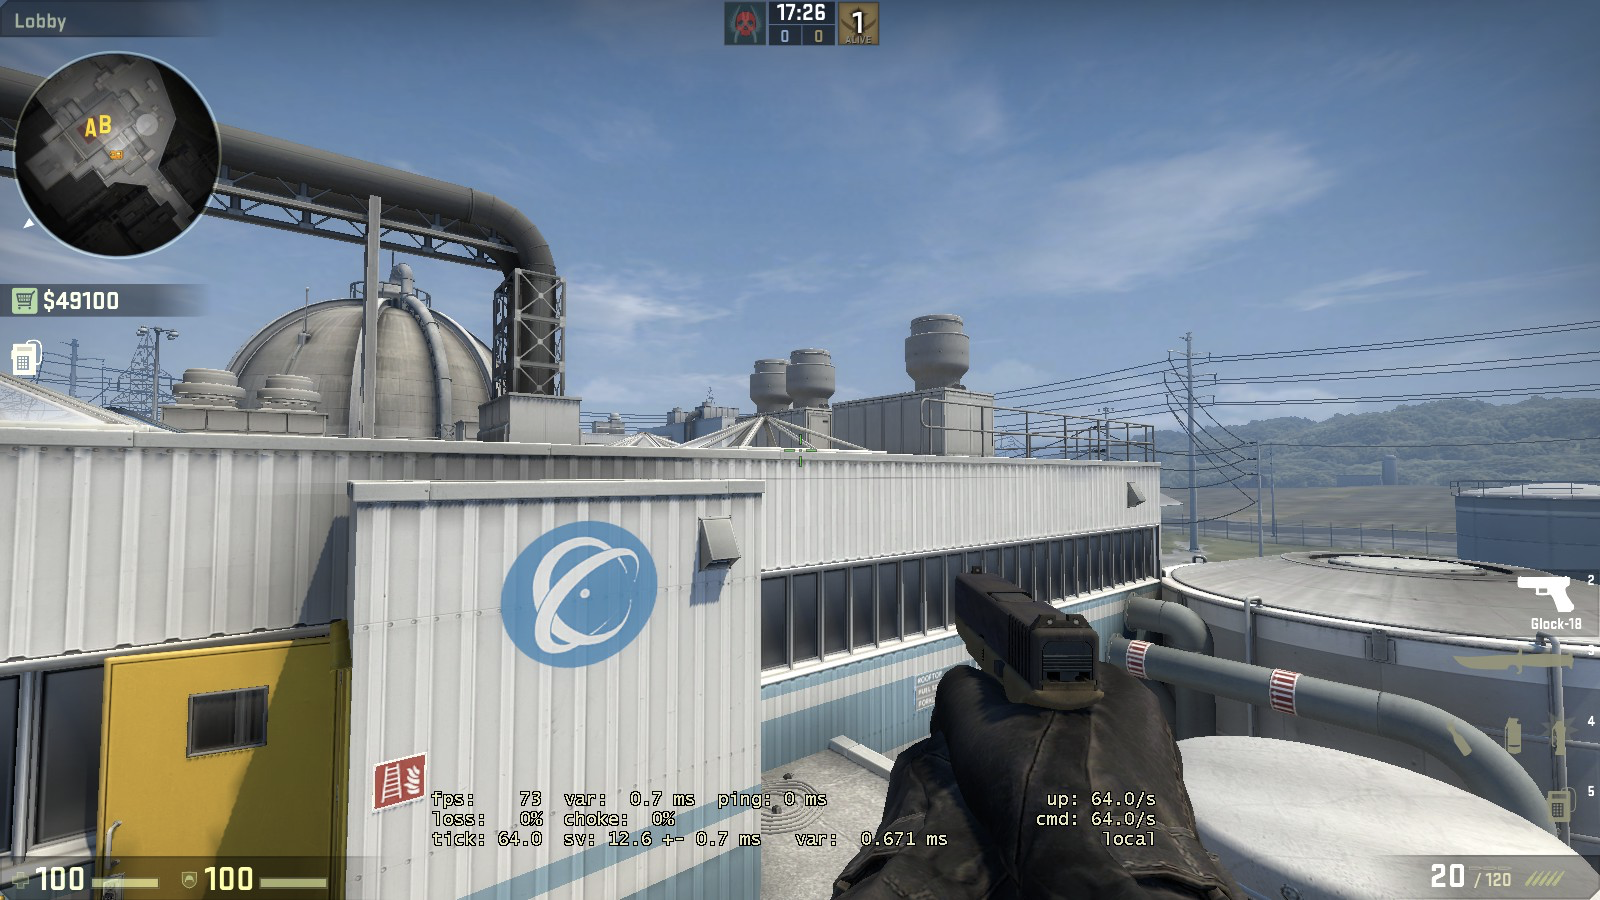 Lobby
17:26
0 0
1
ALIVE
A B
$49100
2
Glock-18
3
4
5
ROOFTOP
fps: 73 var: 0.7 ms ping: 0 ms
loss: 0% choke: 0%
tick: 64.0 sv: 12.6 +- 0.7 ms var: 0.671 ms
up: 64.0/s
cmd: 64.0/s
local
100 100
20 / 120